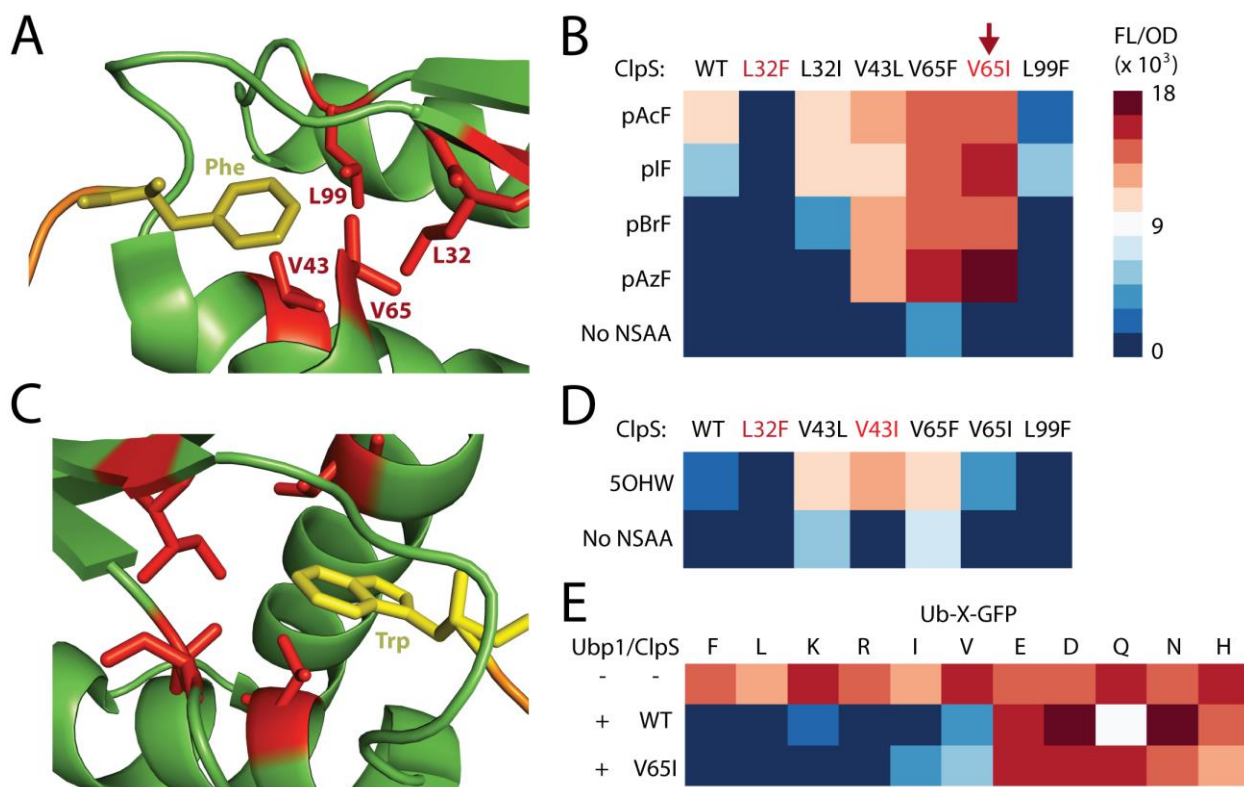 A
Phe
L99
L32
V43
V65
B
FL/OD
(x 10³)
ClpS: WT L32F L32I V43L V65F V65I L99F
18
pAcF
pIF
pBrF
9
pAzF
No NSAA
0
C
Trp
D
ClpS: WT L32F V43L V43I V65F V65I L99F
5OHW
No NSAA
E
Ub-X-GFP
Ubp1/ClpS F L K R I V E D Q N H
- -
+ WT
+ V65I